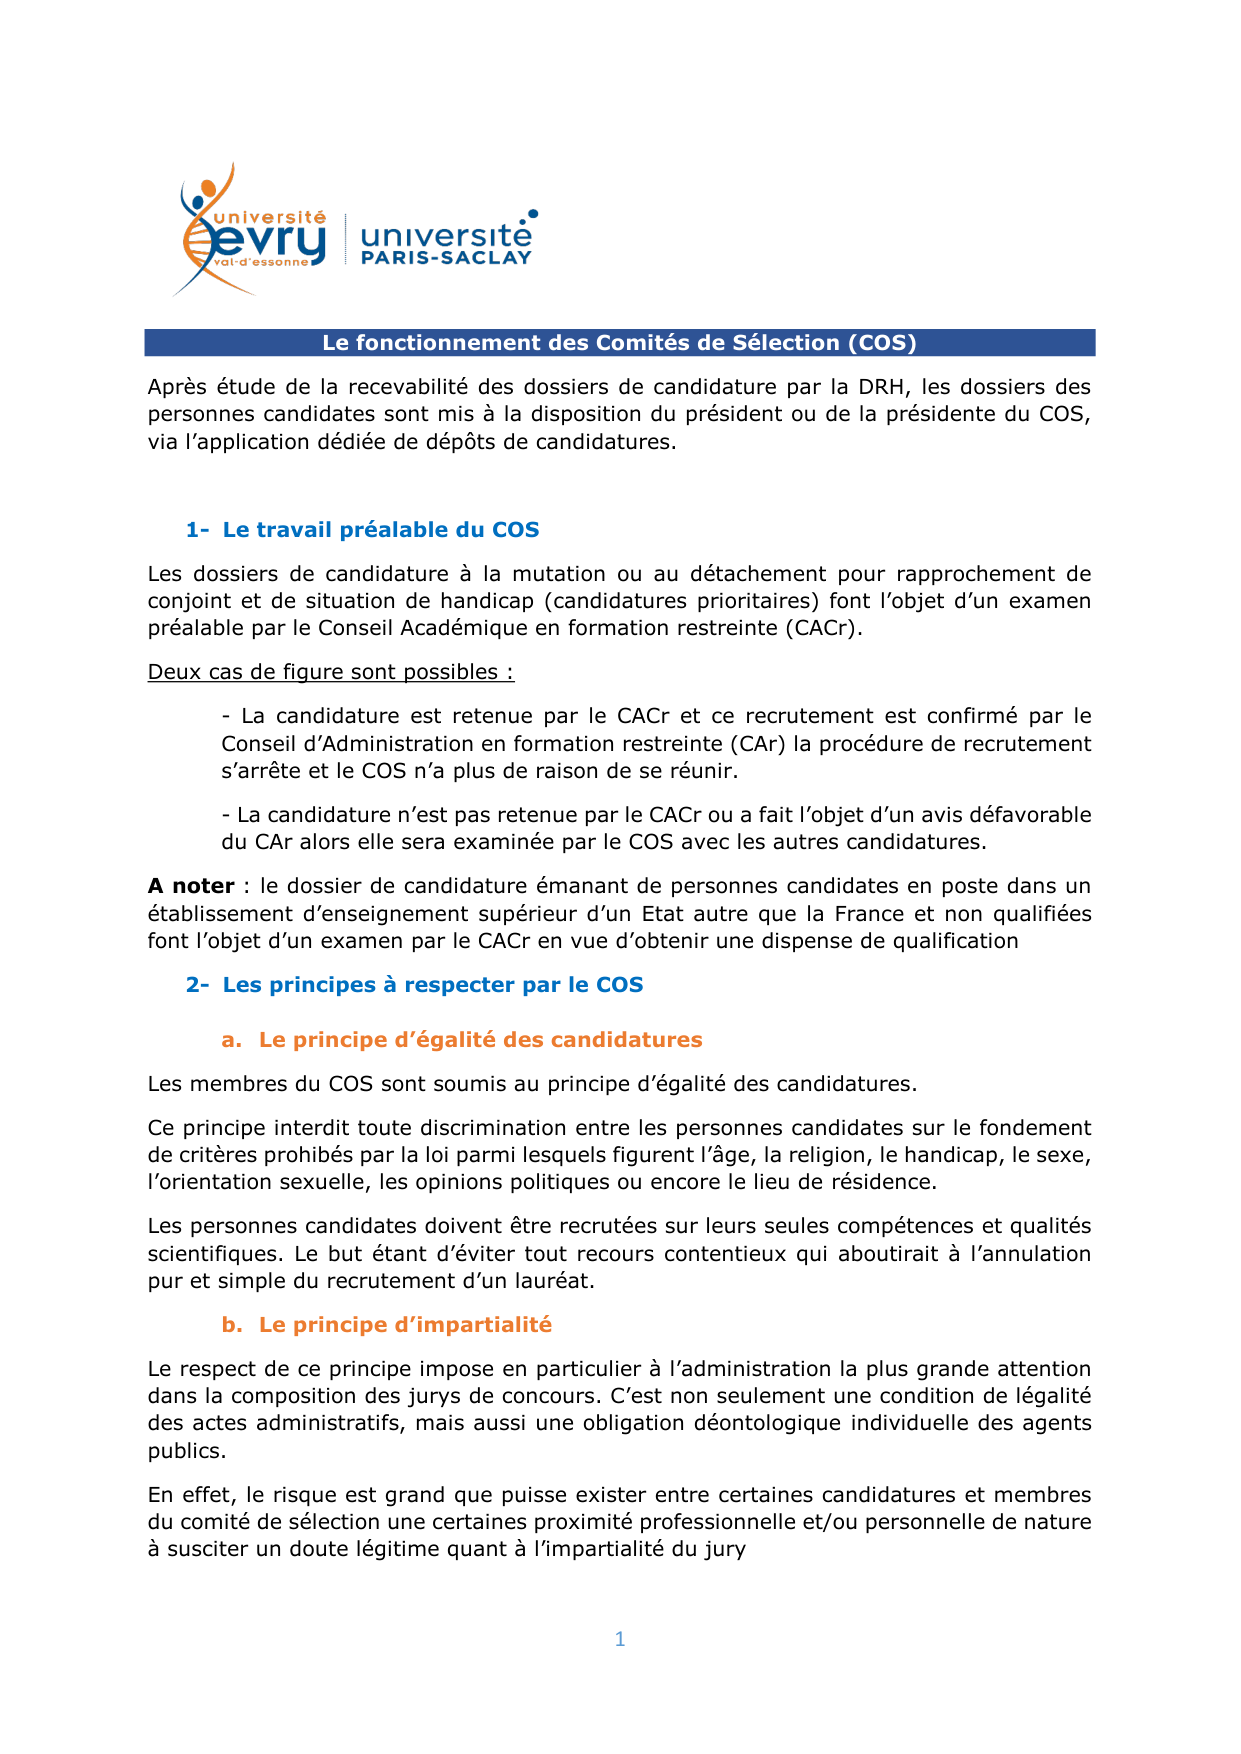 université
evry
val-d'essonne
université
PARIS-SACLAY
Le fonctionnement des Comités de Sélection (COS)
Après étude de la recevabilité des dossiers de candidature par la DRH, les dossiers des
personnes candidates sont mis à la disposition du président ou de la présidente du COS,
via l’application dédiée de dépôts de candidatures.
1- Le travail préalable du COS
Les dossiers de candidature à la mutation ou au détachement pour rapprochement de
conjoint et de situation de handicap (candidatures prioritaires) font l’objet d’un examen
préalable par le Conseil Académique en formation restreinte (CACr).
Deux cas de figure sont possibles :
- La candidature est retenue par le CACr et ce recrutement est confirmé par le
Conseil d’Administration en formation restreinte (CAr) la procédure de recrutement
s’arrête et le COS n’a plus de raison de se réunir.
- La candidature n’est pas retenue par le CACr ou a fait l’objet d’un avis défavorable
du CAr alors elle sera examinée par le COS avec les autres candidatures.
A noter : le dossier de candidature émanant de personnes candidates en poste dans un
établissement d’enseignement supérieur d’un Etat autre que la France et non qualifiées
font l’objet d’un examen par le CACr en vue d’obtenir une dispense de qualification
2- Les principes à respecter par le COS
a. Le principe d’égalité des candidatures
Les membres du COS sont soumis au principe d’égalité des candidatures.
Ce principe interdit toute discrimination entre les personnes candidates sur le fondement
de critères prohibés par la loi parmi lesquels figurent l’âge, la religion, le handicap, le sexe,
l’orientation sexuelle, les opinions politiques ou encore le lieu de résidence.
Les personnes candidates doivent être recrutées sur leurs seules compétences et qualités
scientifiques. Le but étant d’éviter tout recours contentieux qui aboutirait à l’annulation
pur et simple du recrutement d’un lauréat.
b. Le principe d’impartialité
Le respect de ce principe impose en particulier à l’administration la plus grande attention
dans la composition des jurys de concours. C’est non seulement une condition de légalité
des actes administratifs, mais aussi une obligation déontologique individuelle des agents
publics.
En effet, le risque est grand que puisse exister entre certaines candidatures et membres
du comité de sélection une certaines proximité professionnelle et/ou personnelle de nature
à susciter un doute légitime quant à l’impartialité du jury
1